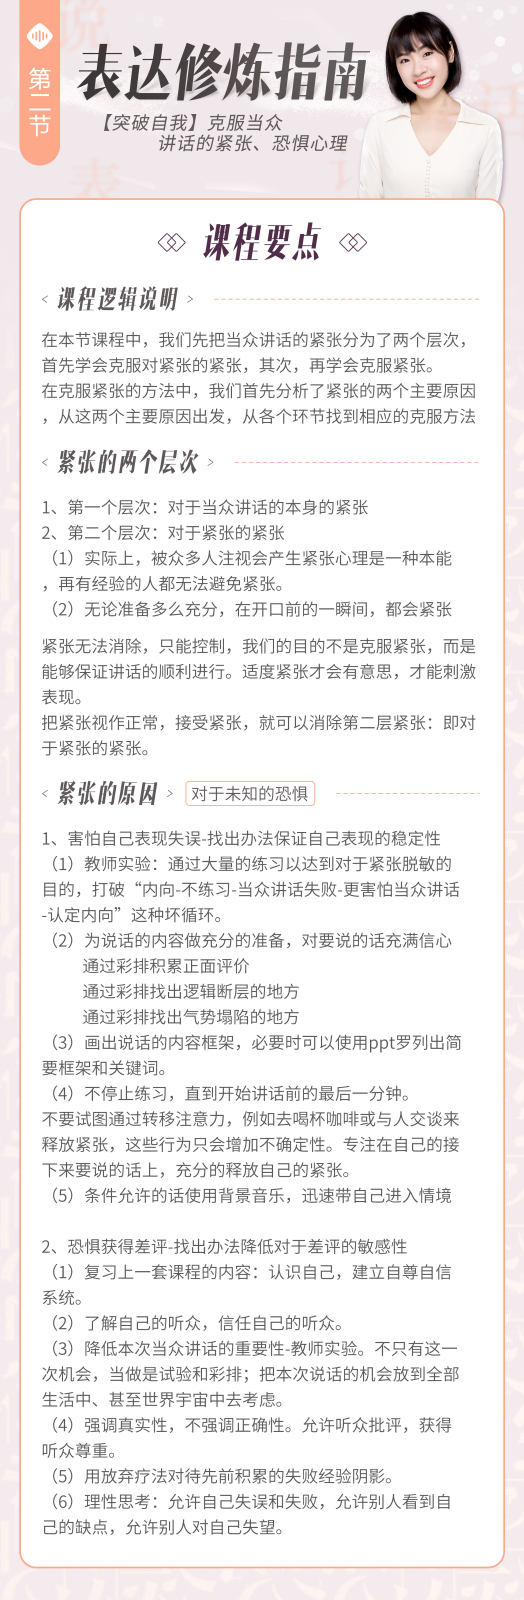 第二节
表达修炼指南
【突破自我】克服当众
讲话的紧张、恐惧心理
课程要点
< 课程逻辑说明 >
在本节课程中，我们先把当众讲话的紧张分为了两个层次，
首先学会克服对紧张的紧张，其次，再学会克服紧张。
在克服紧张的方法中，我们首先分析了紧张的两个主要原因
，从这两个主要原因出发，从各个环节找到相应的克服方法
< 紧张的两个层次 >
1、第一个层次：对于当众讲话的本身的紧张
2、第二个层次：对于紧张的紧张
（1）实际上，被众多人注视会产生紧张心理是一种本能
，再有经验的人都无法避免紧张。
（2）无论准备多么充分，在开口前的一瞬间，都会紧张
紧张无法消除，只能控制，我们的目的不是克服紧张，而是
能够保证讲话的顺利进行。适度紧张才会有意思，才能刺激
表现。
把紧张视作正常，接受紧张，就可以消除第二层紧张：即对
于紧张的紧张。
< 紧张的原因 > 对于未知的恐惧
1、害怕自己表现失误-找出办法保证自己表现的稳定性
（1）教师实验：通过大量的练习以达到对于紧张脱敏的
目的，打破“内向-不练习-当众讲话失败-更害怕当众讲话
-认定内向”这种坏循环。
（2）为说话的内容做充分的准备，对要说的话充满信心
通过彩排积累正面评价
通过彩排找出逻辑断层的地方
通过彩排找出气势塌陷的地方
（3）画出说话的内容框架，必要时可以使用ppt罗列出简
要框架和关键词。
（4）不停止练习，直到开始讲话前的最后一分钟。
不要试图通过转移注意力，例如去喝杯咖啡或与人交谈来
释放紧张，这些行为只会增加不确定性。专注在自己的接
下来要说的话上，充分的释放自己的紧张。
（5）条件允许的话使用背景音乐，迅速带自己进入情境
2、恐惧获得差评-找出办法降低对于差评的敏感性
（1）复习上一套课程的内容：认识自己，建立自尊自信
系统。
（2）了解自己的听众，信任自己的听众。
（3）降低本次当众讲话的重要性-教师实验。不只有这一
次机会，当做是试验和彩排；把本次说话的机会放到全部
生活中、甚至世界宇宙中去考虑。
（4）强调真实性，不强调正确性。允许听众批评，获得
听众尊重。
（5）用放弃疗法对待先前积累的失败经验阴影。
（6）理性思考：允许自己失误和失败，允许别人看到自
己的缺点，允许别人对自己失望。